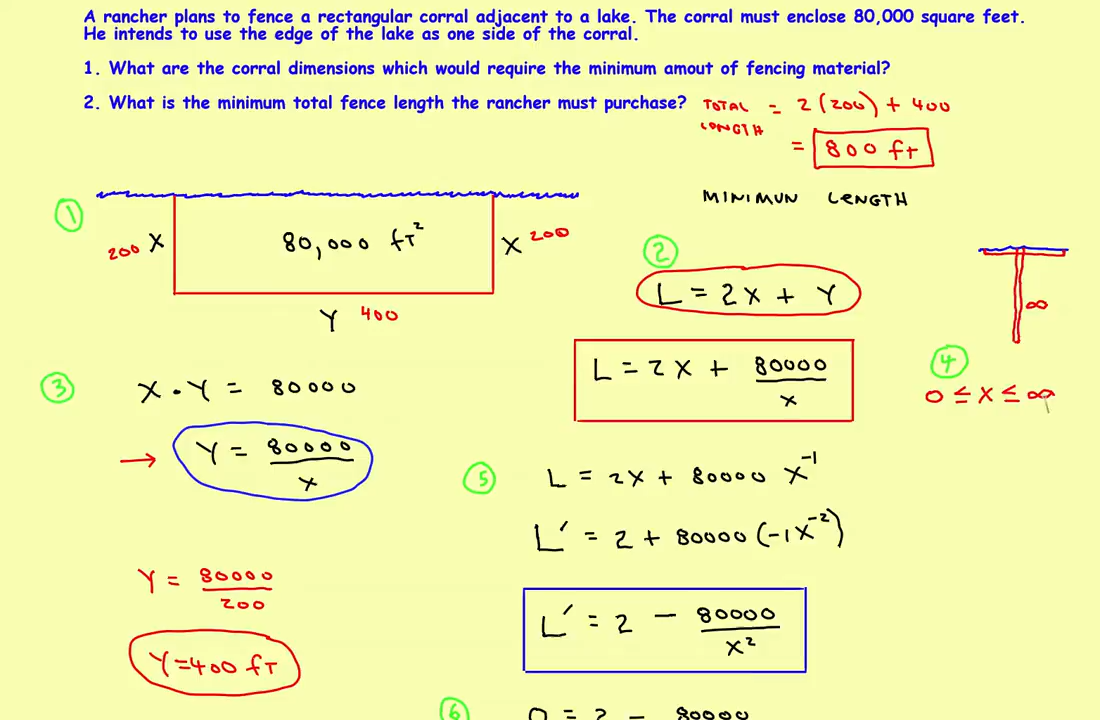 A rancher plans to fence a rectangular corral adjacent to a lake. The corral must enclose 80,000 square feet.
He intends to use the edge of the lake as one side of the corral.
1. What are the corral dimensions which would require the minimum amout of fencing material?
2. What is the minimum total fence length the rancher must purchase?
TOTAL LENGTH = 2(200) + 400
= 800 fT
MINIMUN LENGTH
1
200 X
80,000 fT²
X 200
Y 400
2
L = 2X + Y
L = 2X + 80000/x
∞
4
0 ≤ X ≤ ∞
3
X · Y = 80000
→ Y = 80000/x
5
L = 2X + 80000 X⁻¹
L' = 2 + 80000(-1X⁻²)
L' = 2 - 80000/X²
Y = 80000/200
Y=400 fT
6
0 = 2 - 80000